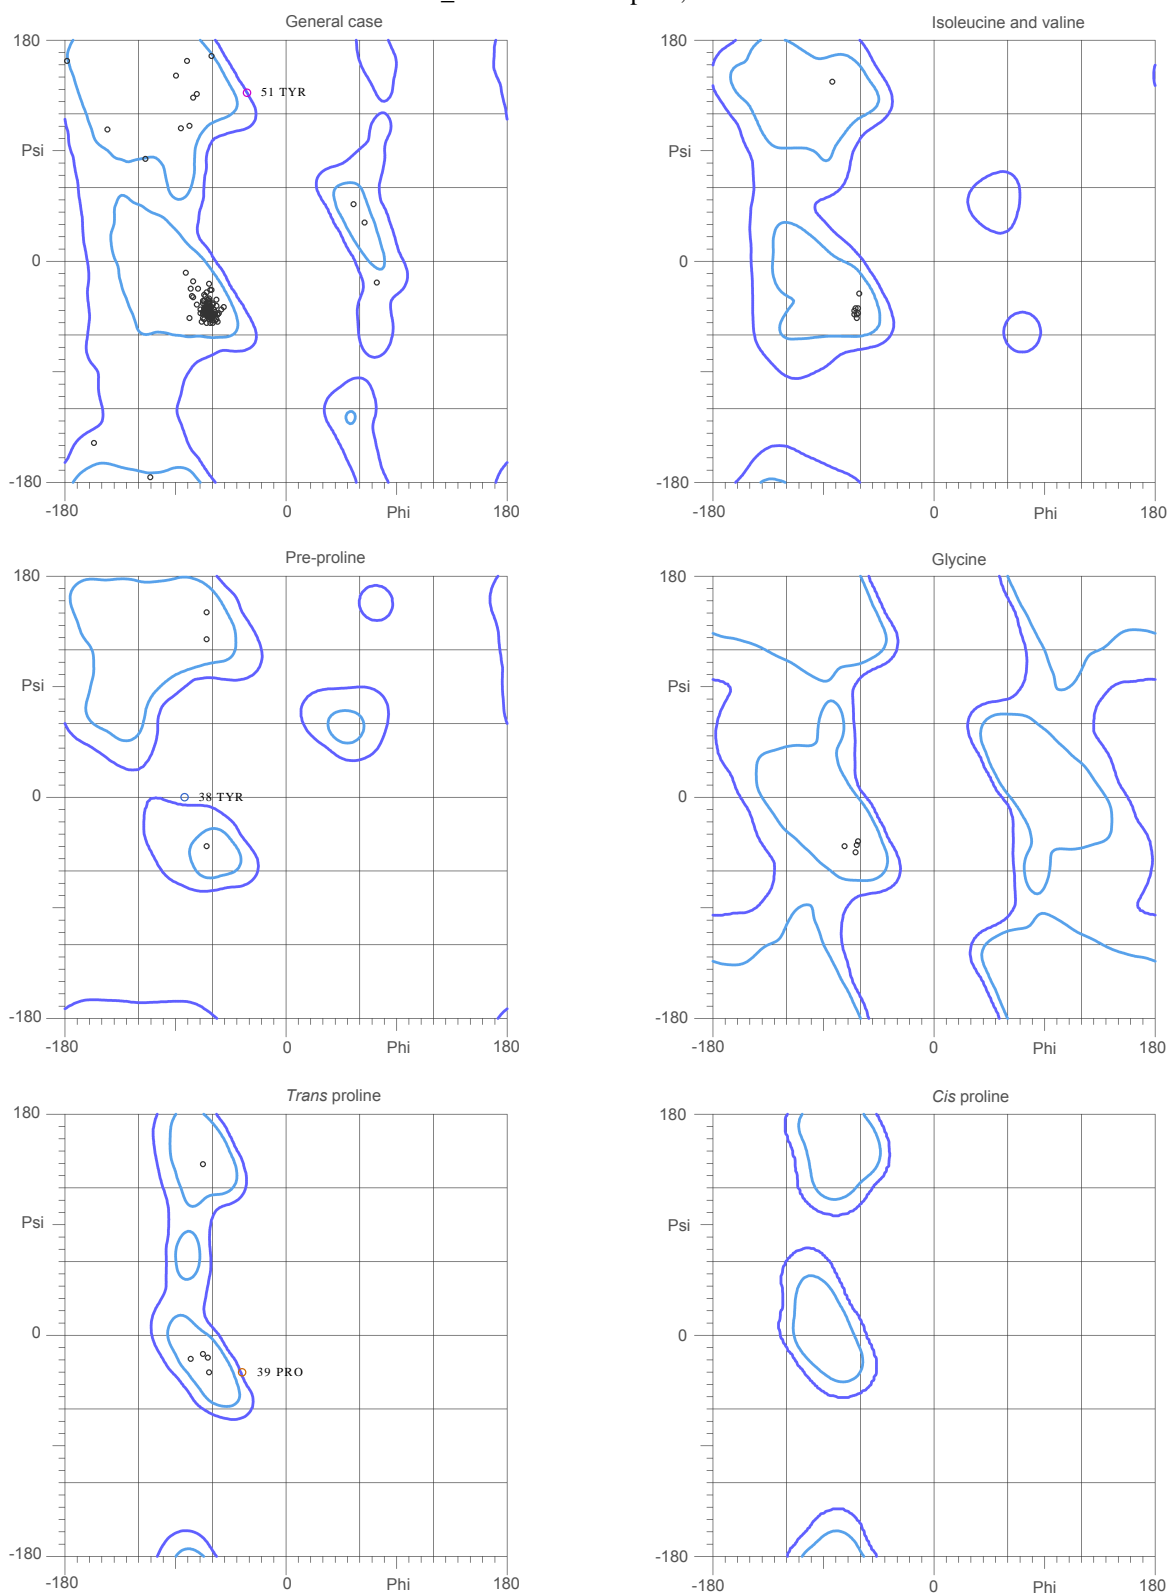 General case
Isoleucine and valine
180
180
51 TYR
Psi
Psi
0
0
-180
-180
-180
0
Phi
180
-180
0
Phi
180
Pre-proline
Glycine
180
180
Psi
Psi
0
38 TYR
0
-180
-180
-180
0
Phi
180
-180
0
Phi
180
Trans proline
Cis proline
180
180
Psi
Psi
0
0
39 PRO
-180
-180
-180
0
Phi
180
-180
0
Phi
180